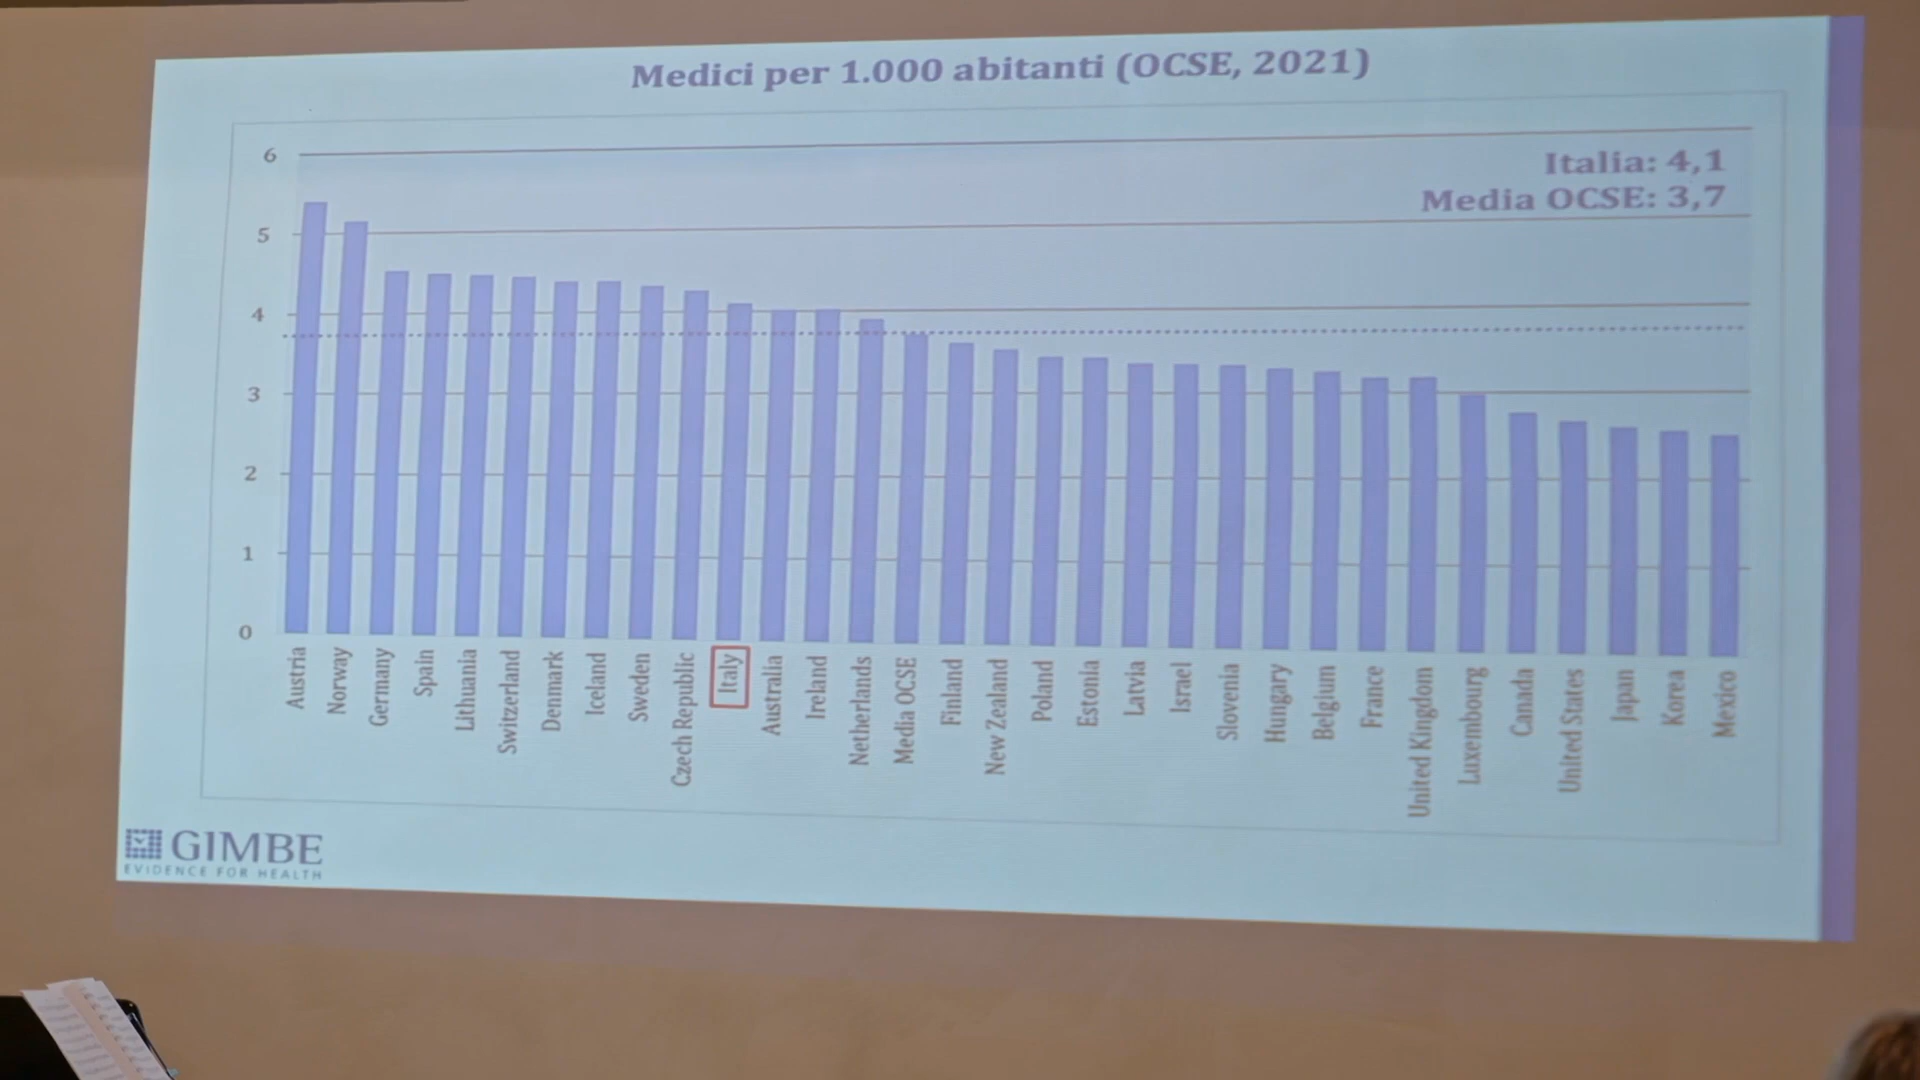 Medici per 1.000 abitanti (OCSE, 2021)
Italia: 4,1
Media OCSE: 3,7
6
5
4
3
2
1
0
Austria
Norway
Germany
Spain
Lithuania
Switzerland
Denmark
Iceland
Sweden
Czech Republic
Italy
Australia
Ireland
Netherlands
Media OCSE
Finland
New Zealand
Poland
Estonia
Latvia
Israel
Slovenia
Hungary
Belgium
France
United Kingdom
Luxembourg
Canada
United States
Japan
Korea
Mexico
GIMBE
EVIDENCE FOR HEALTH